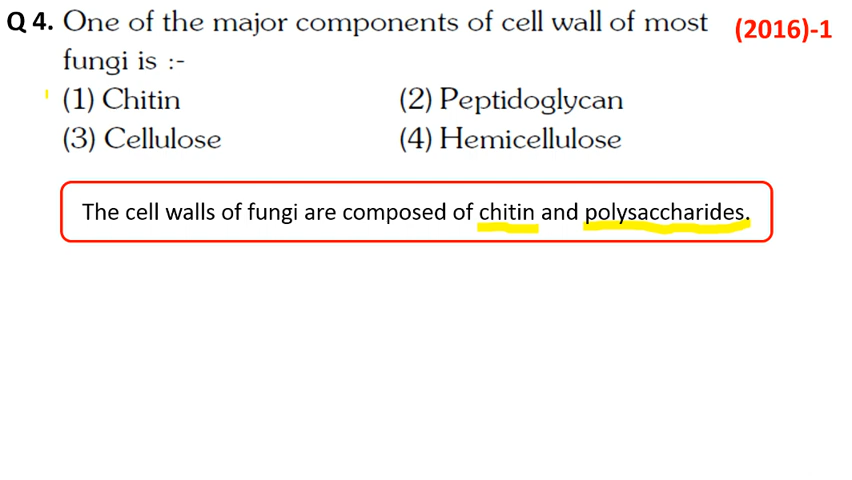 Q 4. One of the major components of cell wall of most (2016)-1
fungi is :-
(1) Chitin (2) Peptidoglycan
(3) Cellulose (4) Hemicellulose
The cell walls of fungi are composed of chitin and polysaccharides.